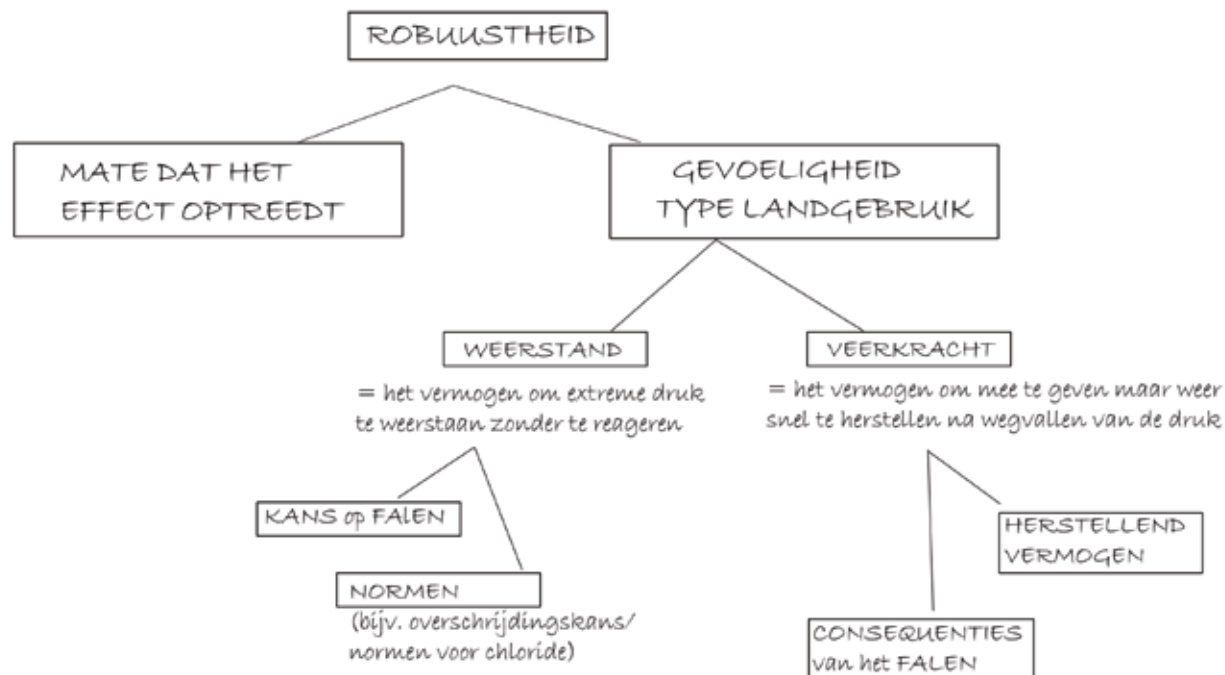 ROBUUSTHEID
MATE DAT HET
EFFECT OPTREEDT
GEVOELIGHEID
TYPE LANDGEBRUIK
WEERSTAND
= het vermogen om extreme druk
te weerstaan zonder te reageren
VEERKRACHT
= het vermogen om mee te geven maar weer
snel te herstellen na wegvallen van de druk
KANS op FALEN
NORMEN
(bijv. overschrijdingskans/
normen voor chloride)
HERSTELLEND
VERMOGEN
CONSEQUENTIES
van het FALEN